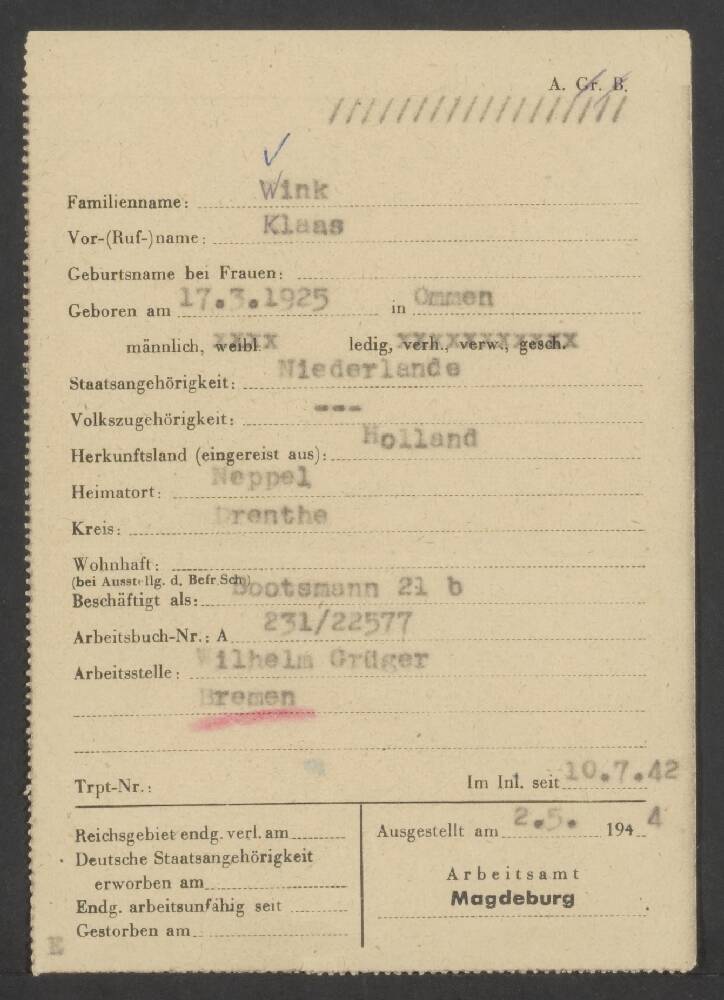 A. Gr. B.
////////////////////
Familienname: Wink
Vor-(Ruf-)name: Klaas
Geburtsname bei Frauen:
Geboren am 17.3.1925 in Ommen
männlich, weibl. xxxx ledig, verh., verw., gesch.
Staatsangehörigkeit: Niederlande
Volkszugehörigkeit: ---
Herkunftsland (eingereist aus): Holland
Heimatort: Neppel
Kreis: Drenthe
Wohnhaft:
(bei Ausstellg. d. Befr.Sch.)
Beschäftigt als: Bootsmann 21 b
Arbeitsbuch-Nr.: A 231/22577
Arbeitsstelle: Wilhelm Grüger
Bremen
Trpt-Nr.: Im Inl. seit 10.7.42
Reichsgebiet endg. verl. am
Deutsche Staatsangehörigkeit
erworben am
Endg. arbeitsunfähig seit
Gestorben am
Ausgestellt am 2.5. 1944
Arbeitsamt
Magdeburg
E